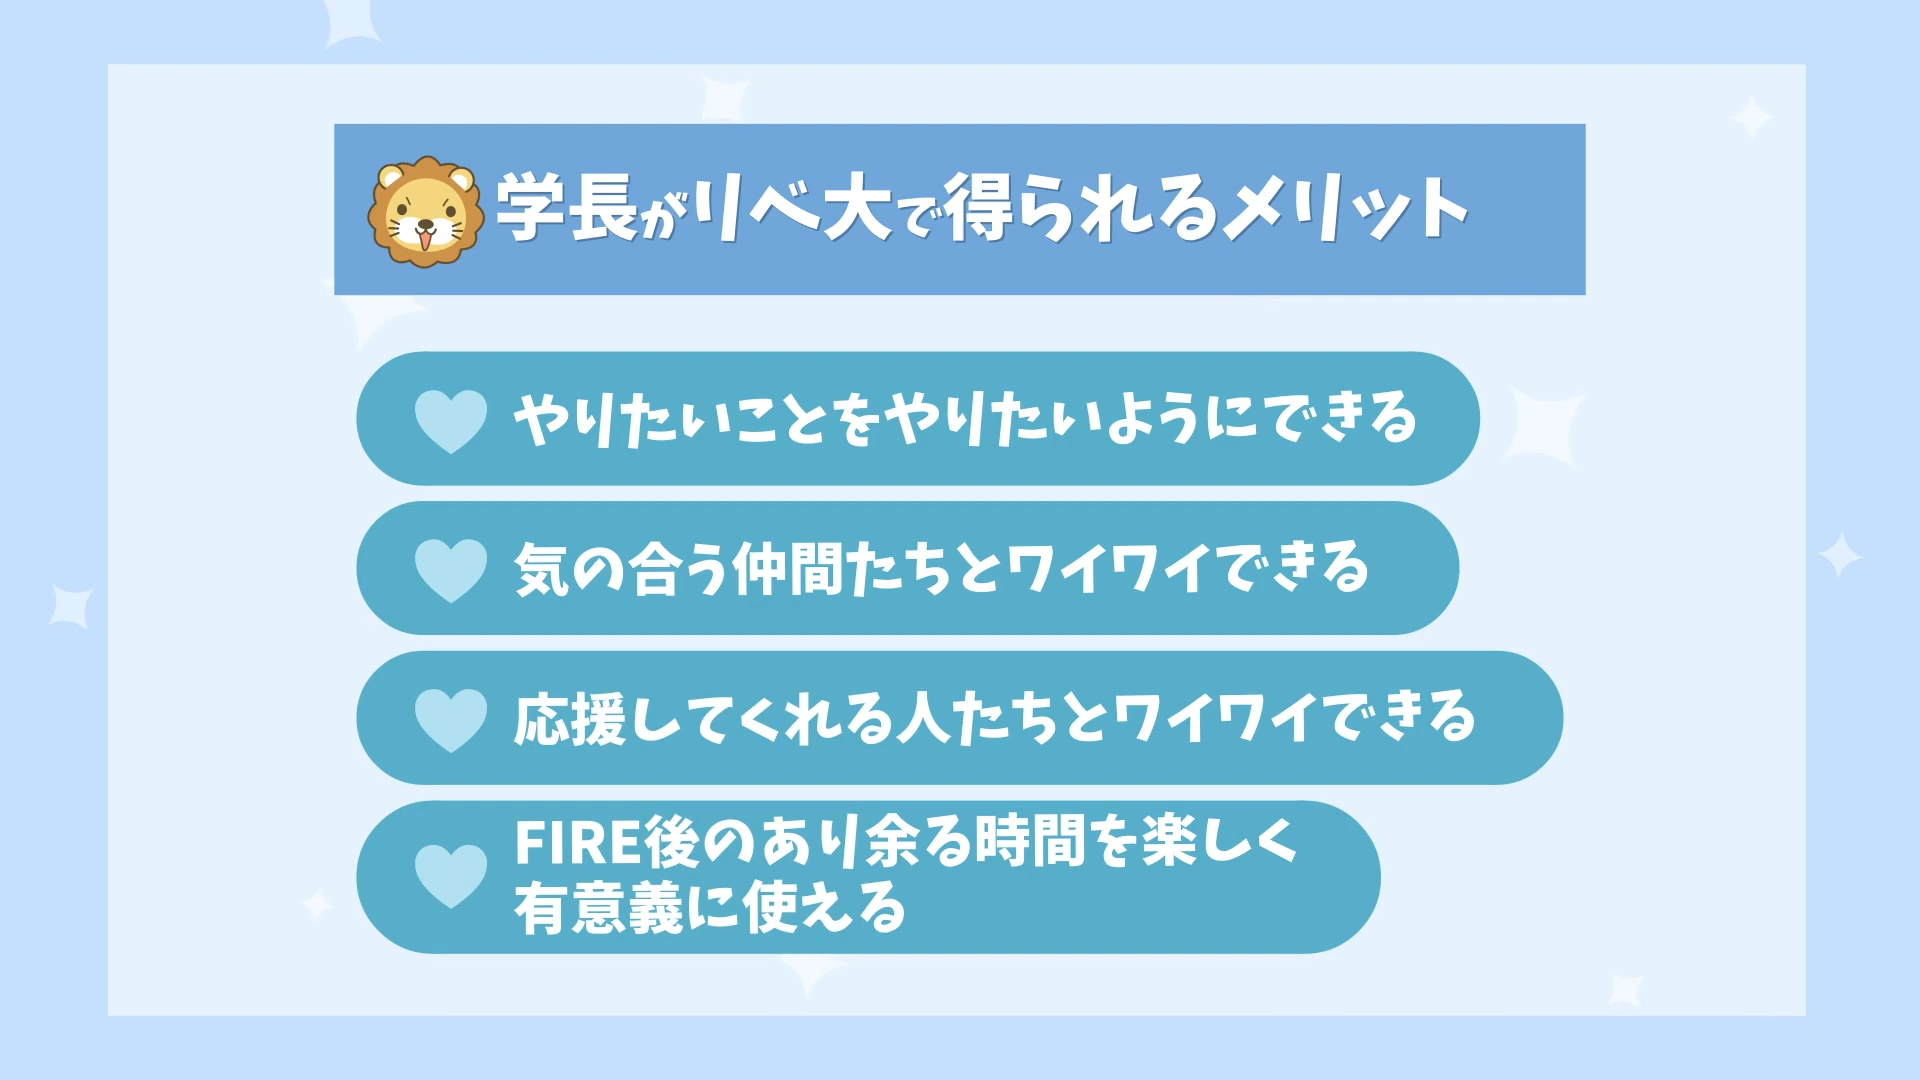 学長がリベ大で得られるメリット
やりたいことをやりたいようにできる
気の合う仲間たちとワイワイできる
応援してくれる人たちとワイワイできる
FIRE後のあり余る時間を楽しく
有意義に使える